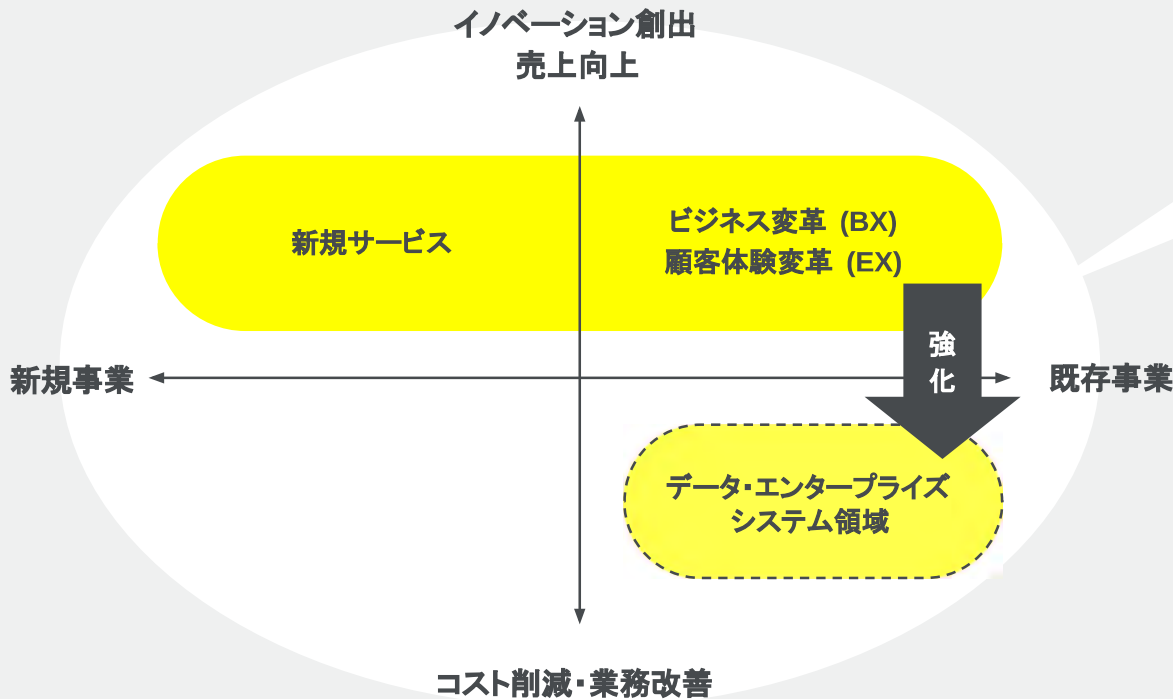 イノベーション創出
売上向上
新規サービス
ビジネス変革 (BX)
顧客体験変革 (EX)
強
化
新規事業
既存事業
データ・エンタープライズ
システム領域
コスト削減・業務改善